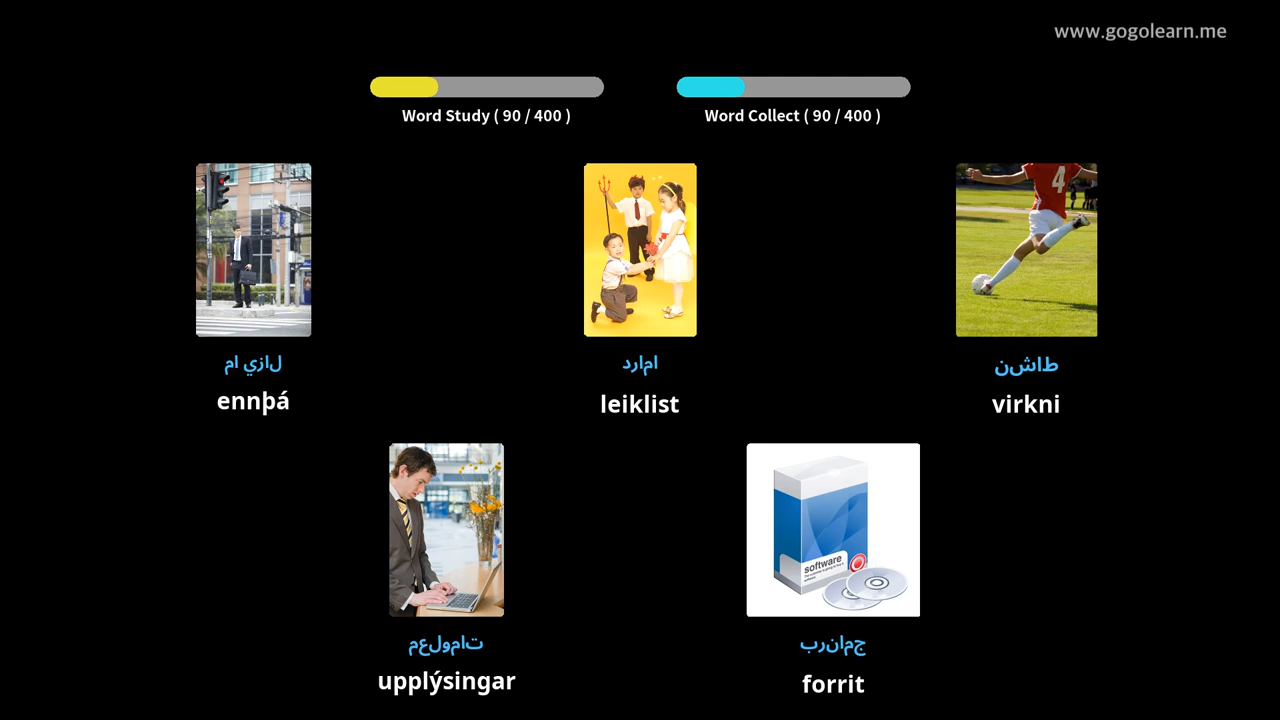 www.gogolearn.me
Word Study ( 90 / 400 )
Word Collect ( 90 / 400 )
لازي ام
ennþá
امارد
leiklist
طاشن
virkni
تامولعم
upplýsingar
software
جمانرب
forrit